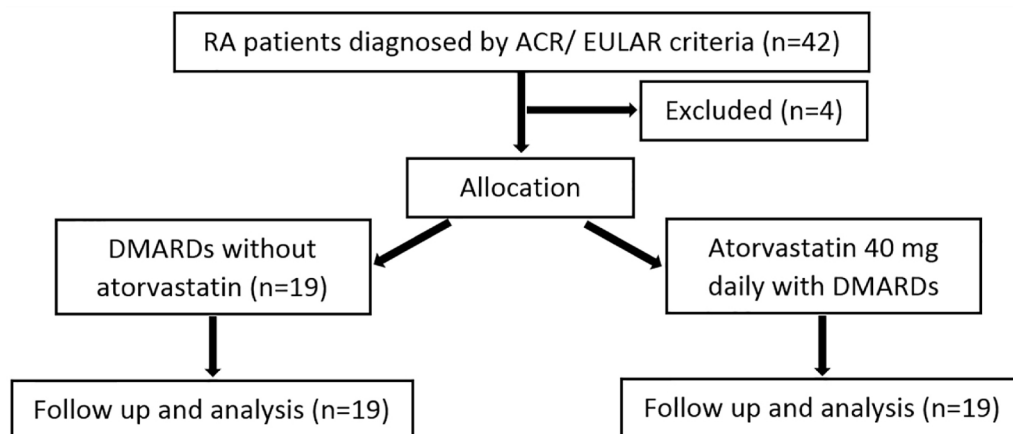 RA patients diagnosed by ACR/ EULAR criteria (n=42)
Excluded (n=4)
Allocation
DMARDs without
atorvastatin (n=19)
Atorvastatin 40 mg
daily with DMARDs
Follow up and analysis (n=19)
Follow up and analysis (n=19)